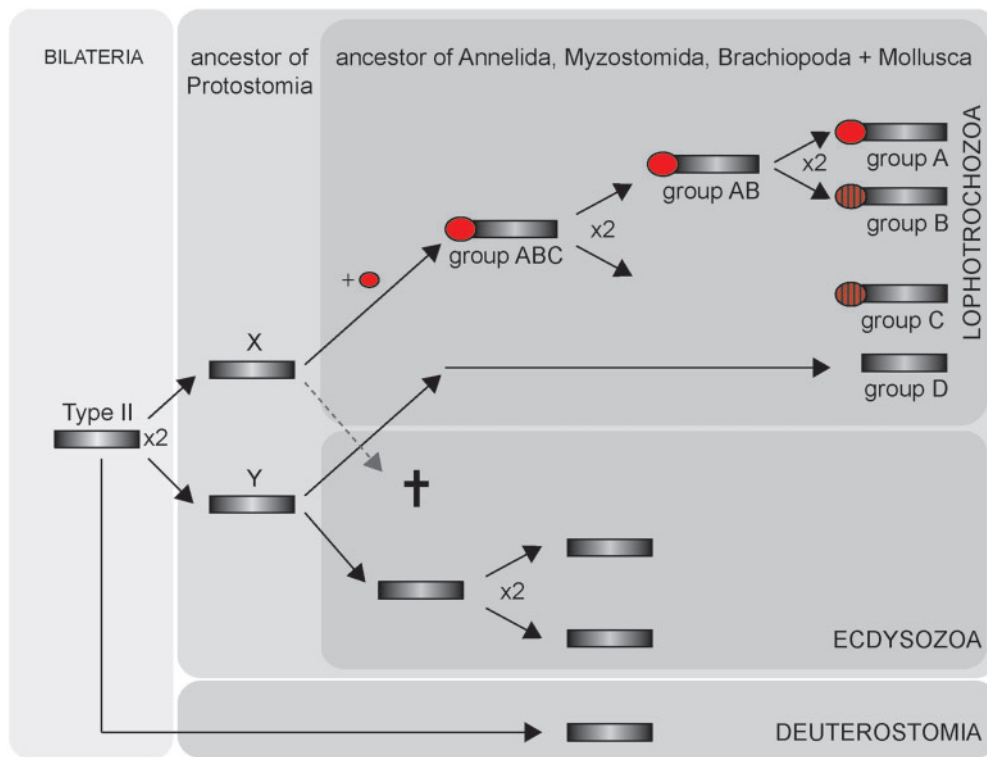 BILATERIA
ancestor of
Protostomia
ancestor of Annelida, Myzostomida, Brachiopoda + Mollusca
group A
x2
group AB
group B
group ABC
x2
+
group C
LOPHOTROCHOZOA
X
group D
Type II
x2
Y
x2
ECDYSOZOA
DEUTEROSTOMIA